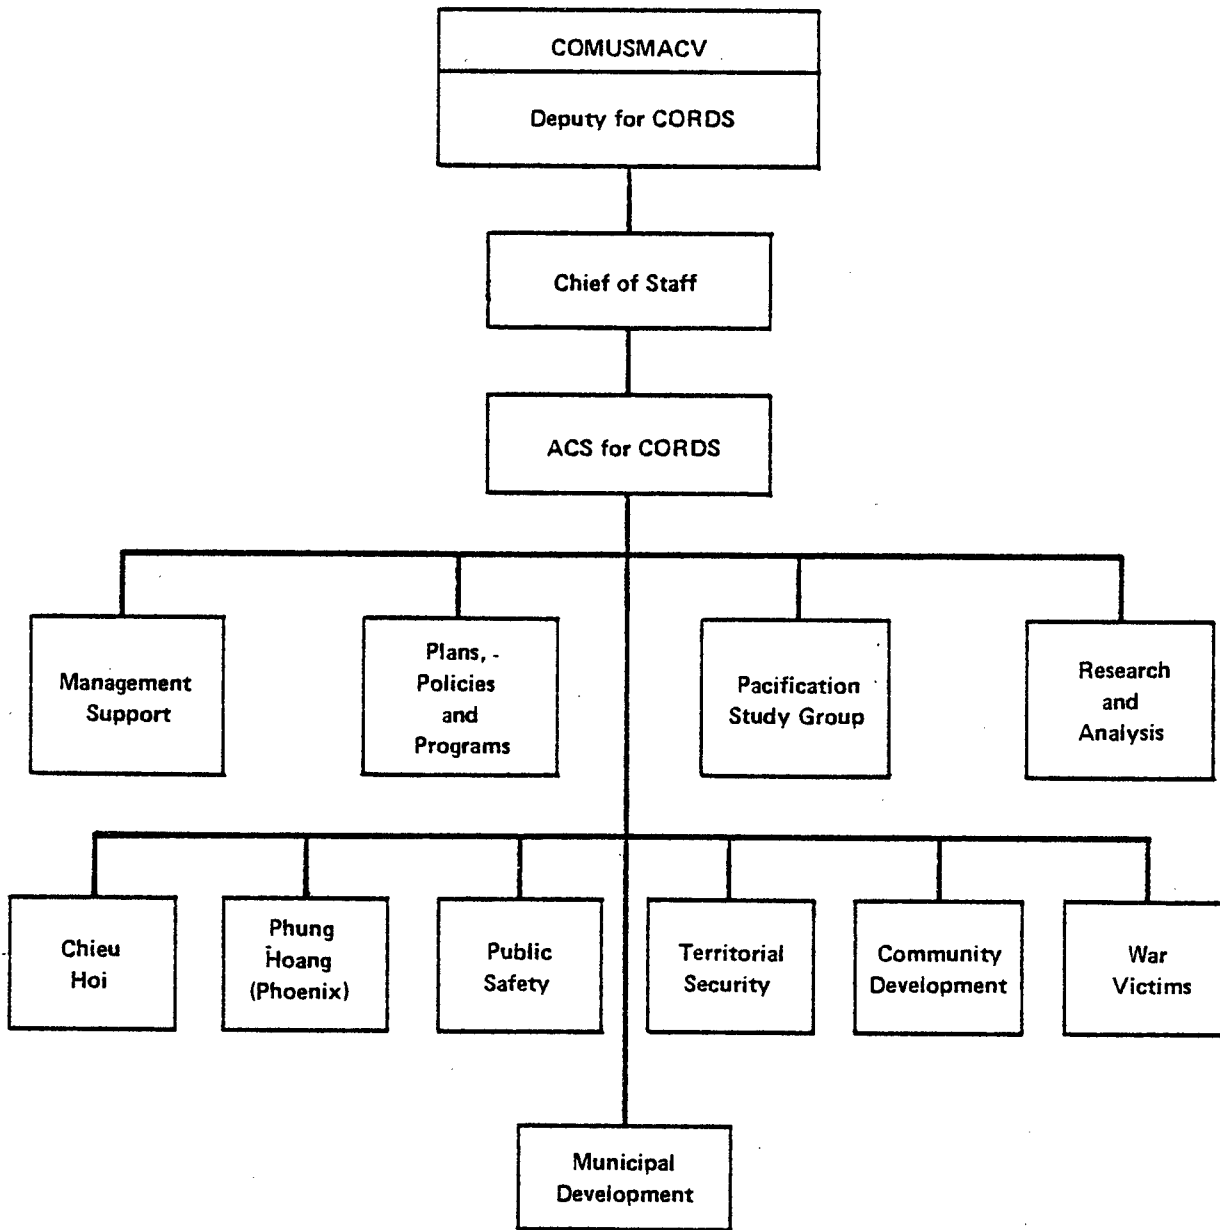 COMUSMACV
Deputy for CORDS
Chief of Staff
ACS for CORDS
Management
Support
Plans,
Policies
and
Programs
Pacification
Study Group
Research
and
Analysis
Chieu
Hoi
Phung
Hoang
(Phoenix)
Public
Safety
Territorial
Security
Community
Development
War
Victims
Municipal
Development